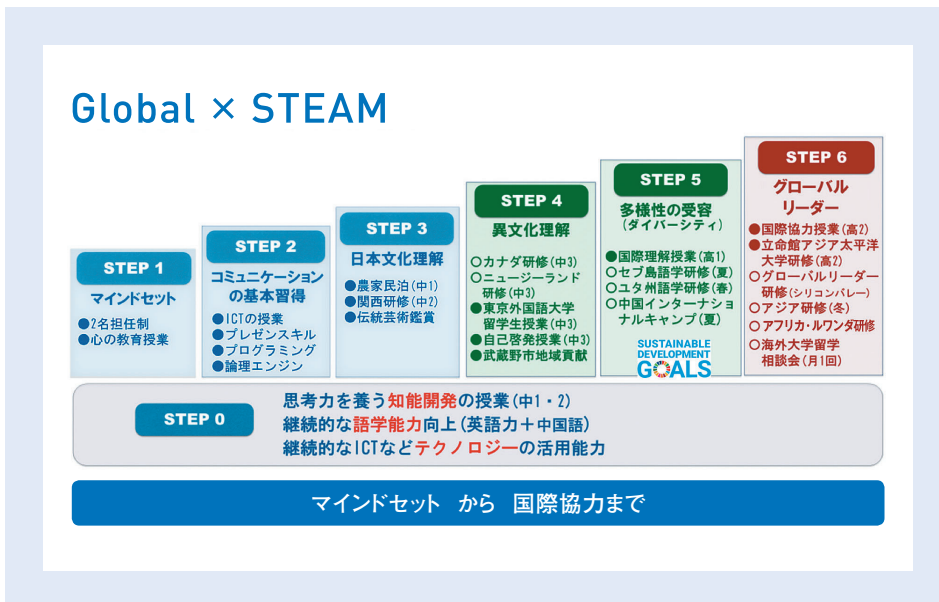 Global × STEAM
STEP 1
マインドセット
●2名担任制
●心の教育授業
STEP 2
コミュニケーション
の基本習得
●ICTの授業
●プレゼンスキル
●プログラミング
●論理エンジン
STEP 3
日本文化理解
●農家民泊(中1)
●関西研修(中2)
●伝統芸術鑑賞
STEP 4
異文化理解
○カナダ研修(中3)
○ニュージーランド
研修(中3)
●東京外国語大学
留学生授業(中3)
●自己啓発授業(中3)
●武蔵野市地域貢献
STEP 5
多様性の受容
(ダイバーシティ)
●国際理解授業(高1)
○セブ島語学研修(夏)
○ユタ州語学研修(春)
○中国インターナショ
ナルキャンプ(夏)
SUSTAINABLE
DEVELOPMENT
GOALS
STEP 6
グローバル
リーダー
●国際協力授業(高2)
●立命館アジア太平洋
大学研修(高2)
○グローバルリーダー
研修(シリコンバレー)
○アジア研修(冬)
○アフリカ・ルワンダ研修
○海外大学留学
相談会(月1回)
STEP 0
思考力を養う知能開発の授業(中1・2)
継続的な語学能力向上(英語力＋中国語)
継続的なICTなどテクノロジーの活用能力
マインドセット から 国際協力まで